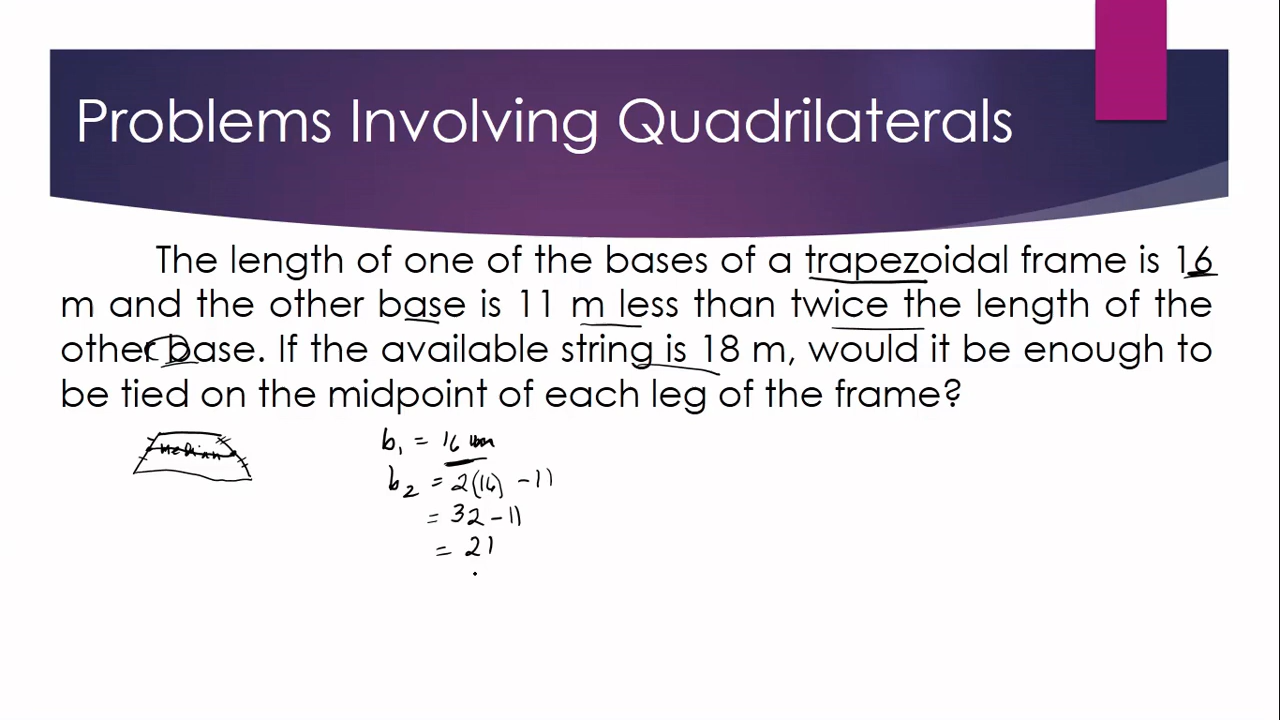 Problems Involving Quadrilaterals
The length of one of the bases of a trapezoidal frame is 16
m and the other base is 11 m less than twice the length of the
other base. If the available string is 18 m, would it be enough to
be tied on the midpoint of each leg of the frame?
median
b₁ = 16 m
b₂ = 2(16) - 11
= 32 - 11
= 21